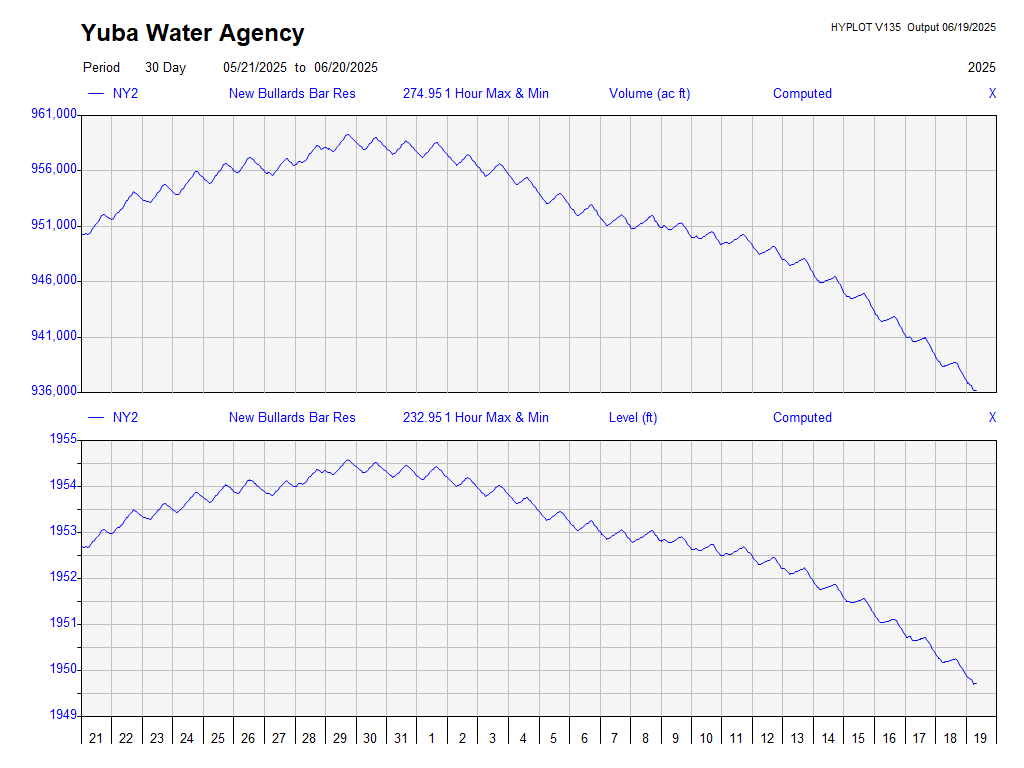 Yuba Water Agency
HYPLOT V135 Output 06/19/2025
Period 30 Day 05/21/2025 to 06/20/2025 2025
NY2 New Bullards Bar Res 274.95 1 Hour Max & Min Volume (ac ft) Computed X
961,000
956,000
951,000
946,000
941,000
936,000
NY2 New Bullards Bar Res 232.95 1 Hour Max & Min Level (ft) Computed X
1955
1954
1953
1952
1951
1950
1949
21 22 23 24 25 26 27 28 29 30 31 1 2 3 4 5 6 7 8 9 10 11 12 13 14 15 16 17 18 19